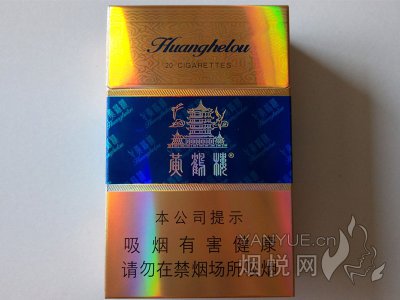 Huanghelou
20 CIGARETTES
黄鹤楼®
本公司提示
吸烟有害健康
请勿在禁烟场所吸烟
YANYUE.cn
烟悦网